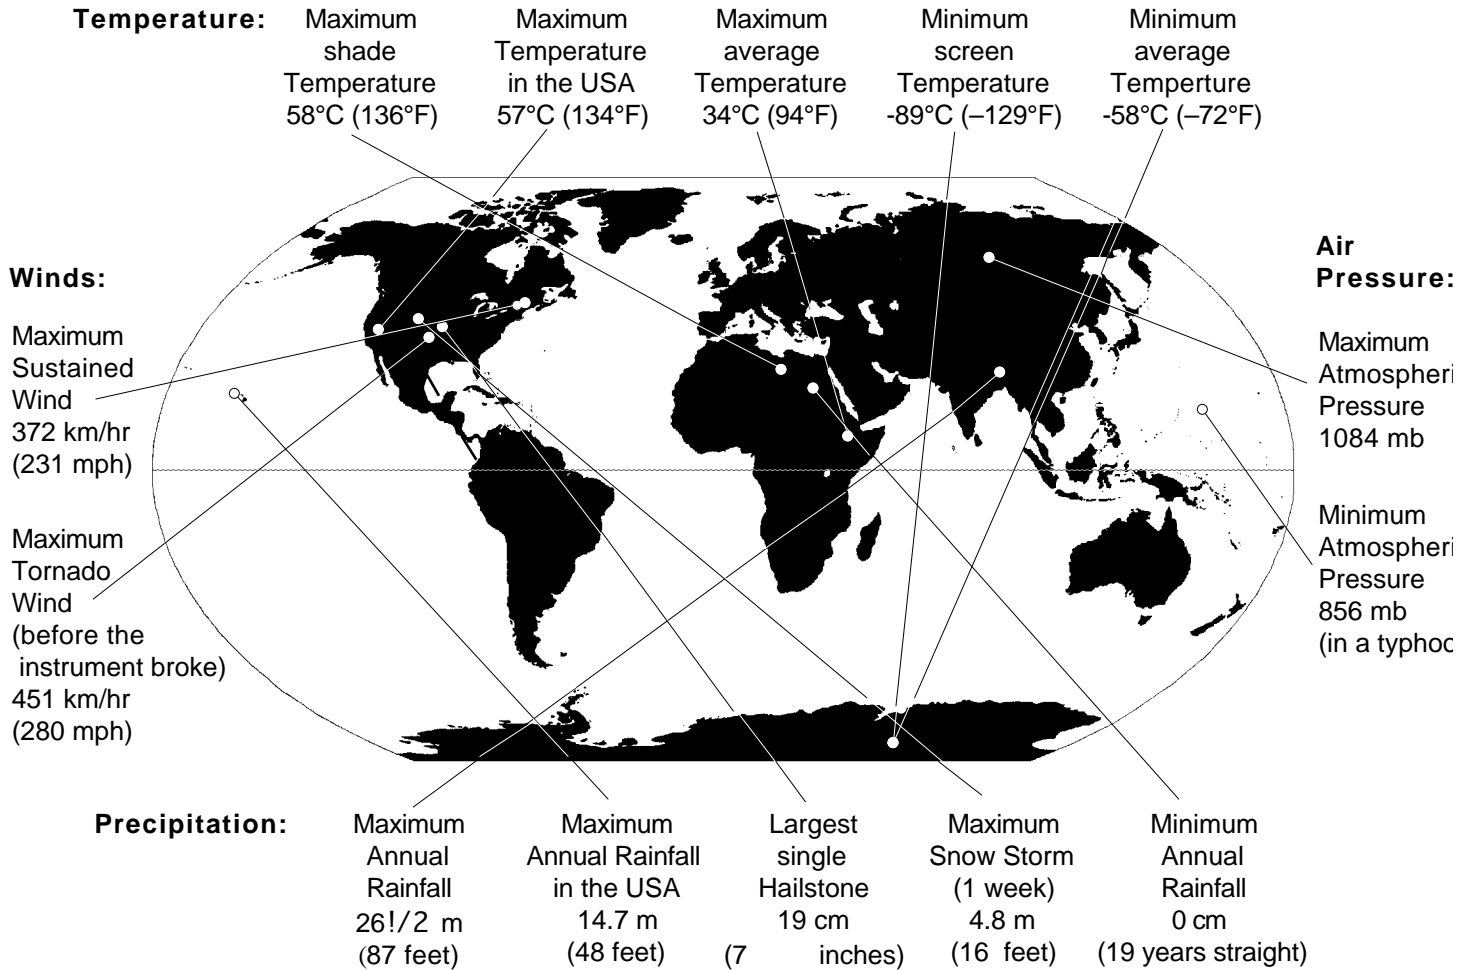 Temperature:
Maximum
shade
Temperature
58°C (136°F)
Maximum
Temperature
in the USA
57°C (134°F)
Maximum
average
Temperature
34°C (94°F)
Minimum
screen
Temperature
-89°C (–129°F)
Minimum
average
Temperture
-58°C (–72°F)
Winds:
Maximum
Sustained
Wind
372 km/hr
(231 mph)
Maximum
Tornado
Wind
(before the
instrument broke)
451 km/hr
(280 mph)
Air
Pressure:
Maximum
Atmospheri
Pressure
1084 mb
Minimum
Atmospheri
Pressure
856 mb
(in a typhoo
Precipitation:
Maximum
Annual
Rainfall
26!/2 m
(87 feet)
Maximum
Annual Rainfall
in the USA
14.7 m
(48 feet)
Largest
single
Hailstone
19 cm
(7 inches)
Maximum
Snow Storm
(1 week)
4.8 m
(16 feet)
Minimum
Annual
Rainfall
0 cm
(19 years straight)